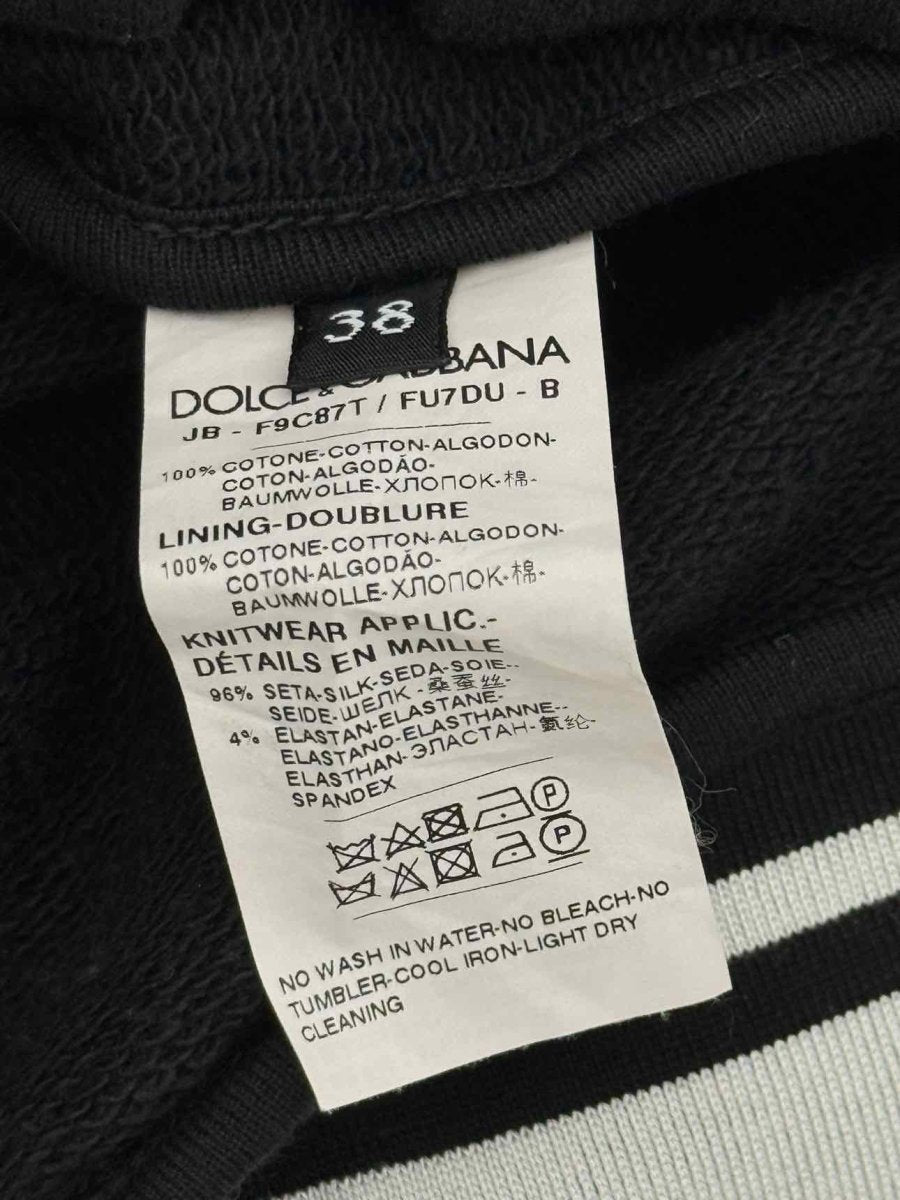 38
DOLCE & GABBANA
JB - F9C87T / FU7DU - B
100% COTONE-COTTON-ALGODON-
COTON-ALGODÃO-
BAUMWOLLE-ХЛОПОК-棉-
LINING-DOUBLURE
100% COTONE-COTTON-ALGODON-
COTON-ALGODÃO-
BAUMWOLLE-ХЛОПОК-棉-
KNITWEAR APPLIC.-
DÉTAILS EN MAILLE
96% SETA-SILK-SEDA-SOIE--
SEIDE-ШЕЛК-桑蚕丝-
4% ELASTAN-ELASTANE-
ELASTANO-ELASTHANNE--
ELASTHAN-ЭЛАСТАН-氨纶-
SPANDEX
P
P
NO WASH IN WATER-NO BLEACH-NO
TUMBLER-COOL IRON-LIGHT DRY
CLEANING